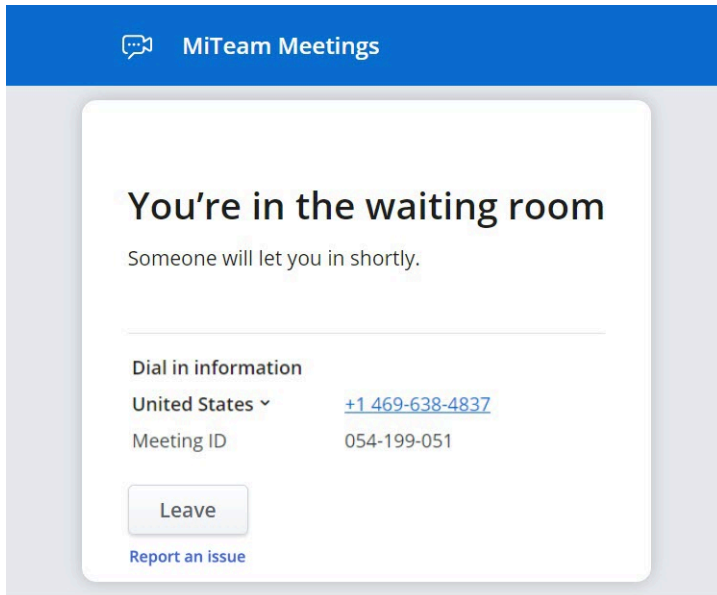 MiTeam Meetings
You’re in the waiting room
Someone will let you in shortly.
Dial in information
United States
+1 469-638-4837
Meeting ID
054-199-051
Leave
Report an issue